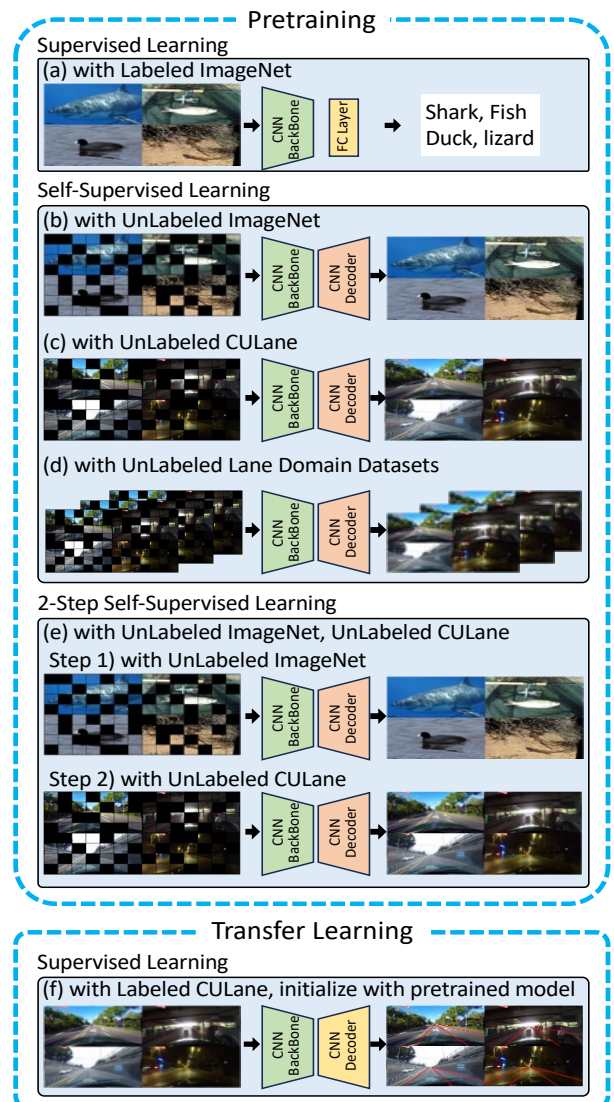 Pretraining
Supervised Learning
(a) with Labeled ImageNet
CNN
BackBone
FC Layer
Shark, Fish
Duck, lizard
Self-Supervised Learning
(b) with UnLabeled ImageNet
CNN
BackBone
CNN
Decoder
(c) with UnLabeled CULane
CNN
BackBone
CNN
Decoder
(d) with UnLabeled Lane Domain Datasets
CNN
BackBone
CNN
Decoder
2-Step Self-Supervised Learning
(e) with UnLabeled ImageNet, UnLabeled CULane
Step 1) with UnLabeled ImageNet
CNN
BackBone
CNN
Decoder
Step 2) with UnLabeled CULane
CNN
BackBone
CNN
Decoder
Transfer Learning
Supervised Learning
(f) with Labeled CULane, initialize with pretrained model
CNN
BackBone
CNN
Decoder